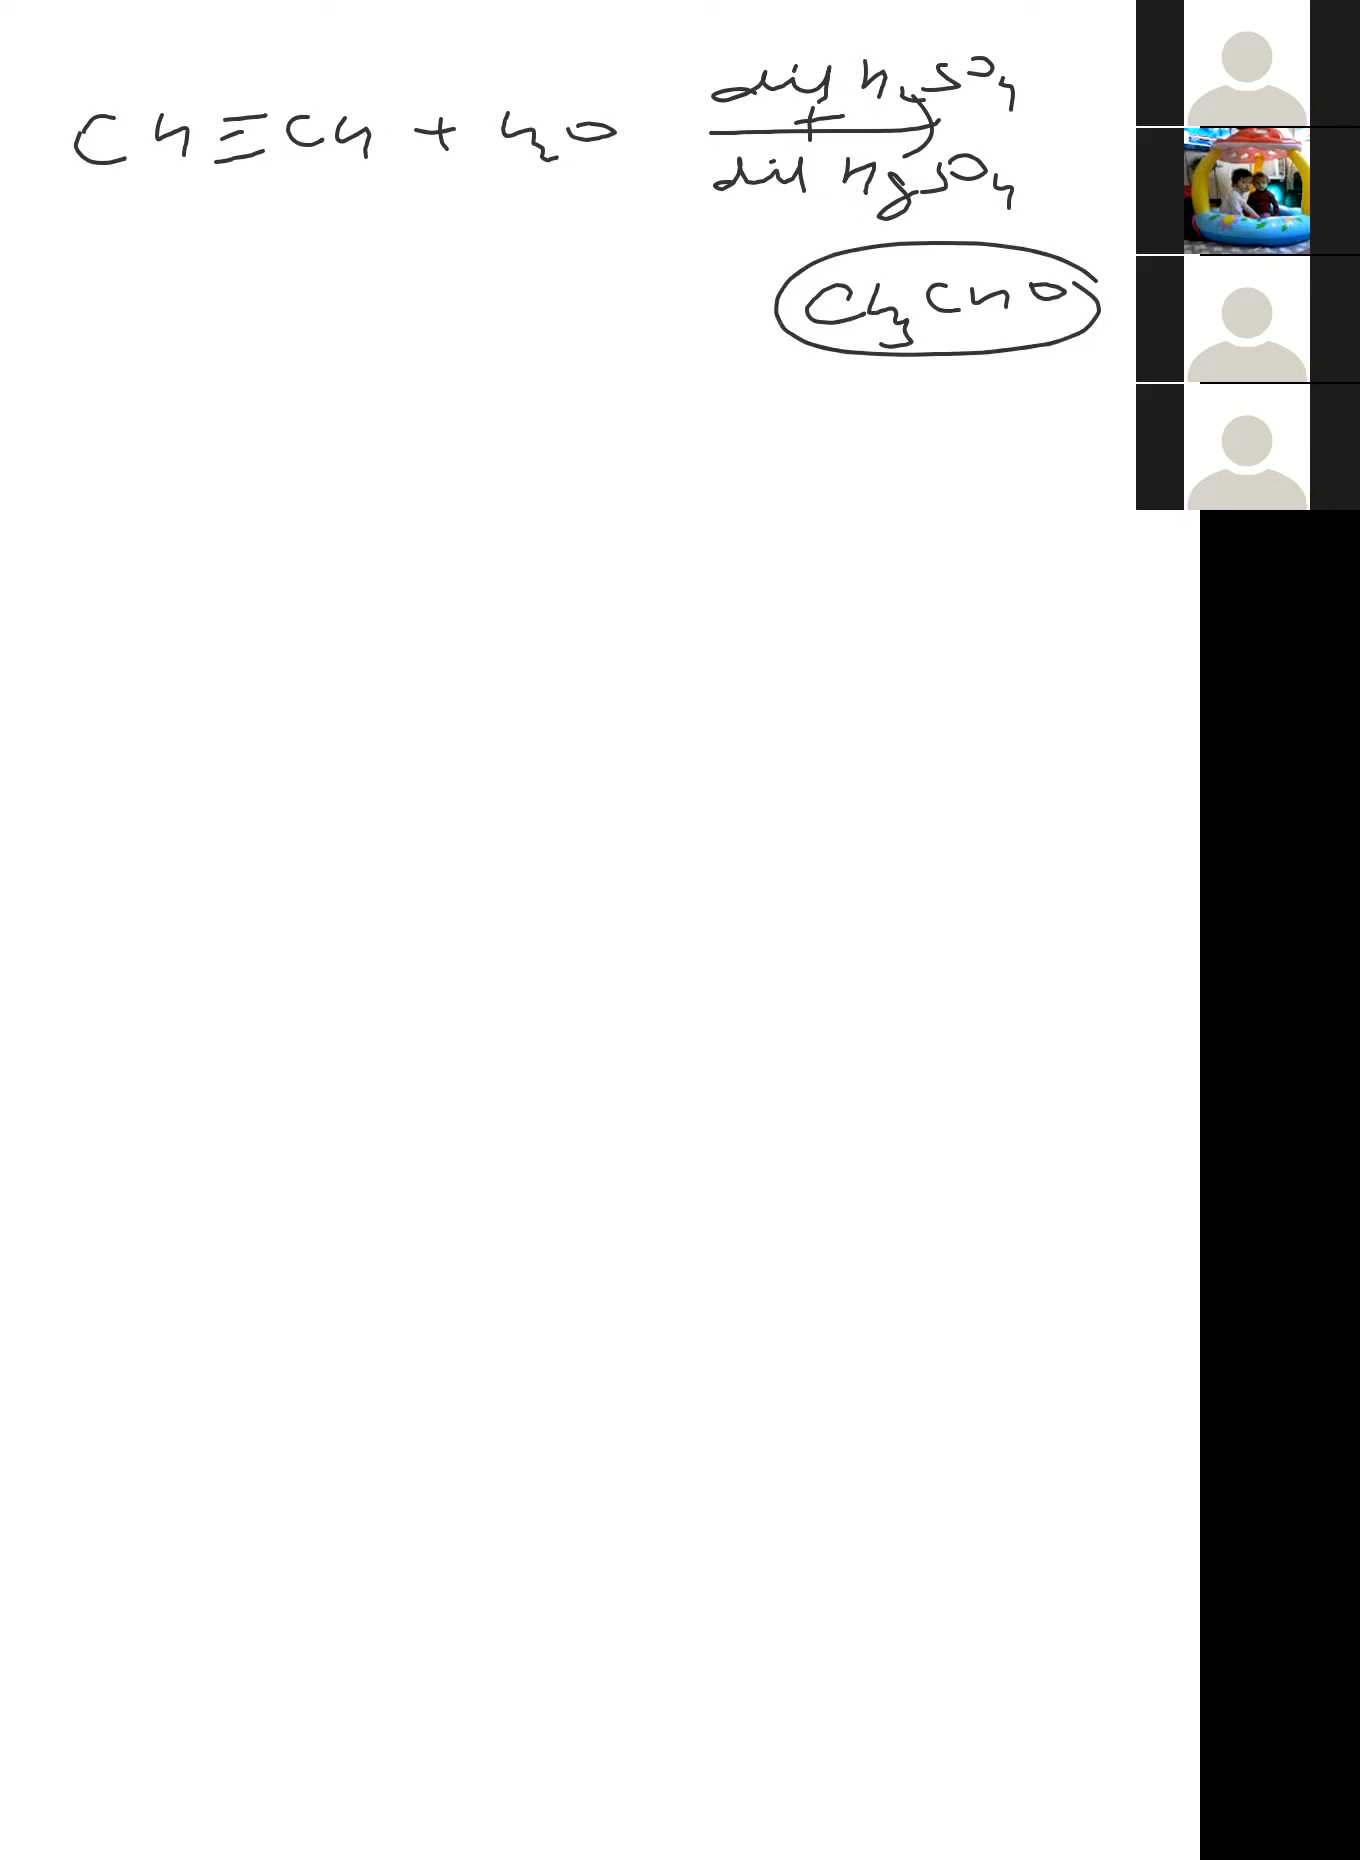 CH≡CH + H₂O
dil H₂SO₄
+
dil HgSO₄
CH₃CHO